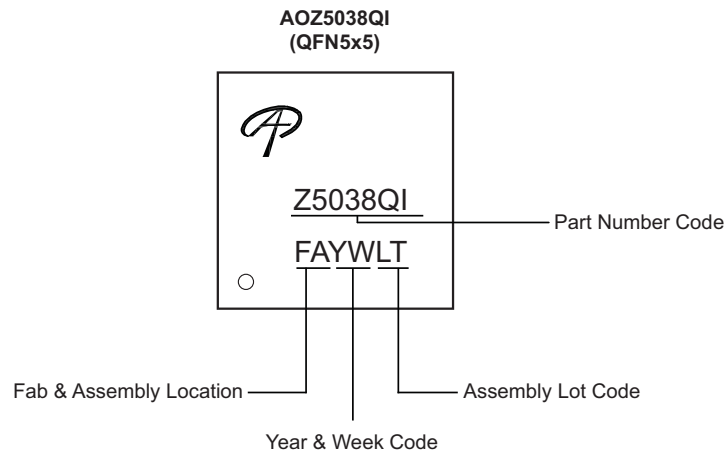 AOZ5038QI
(QFN5x5)
Z5038QI
Part Number Code
FAYWLT
Fab & Assembly Location
Assembly Lot Code
Year & Week Code